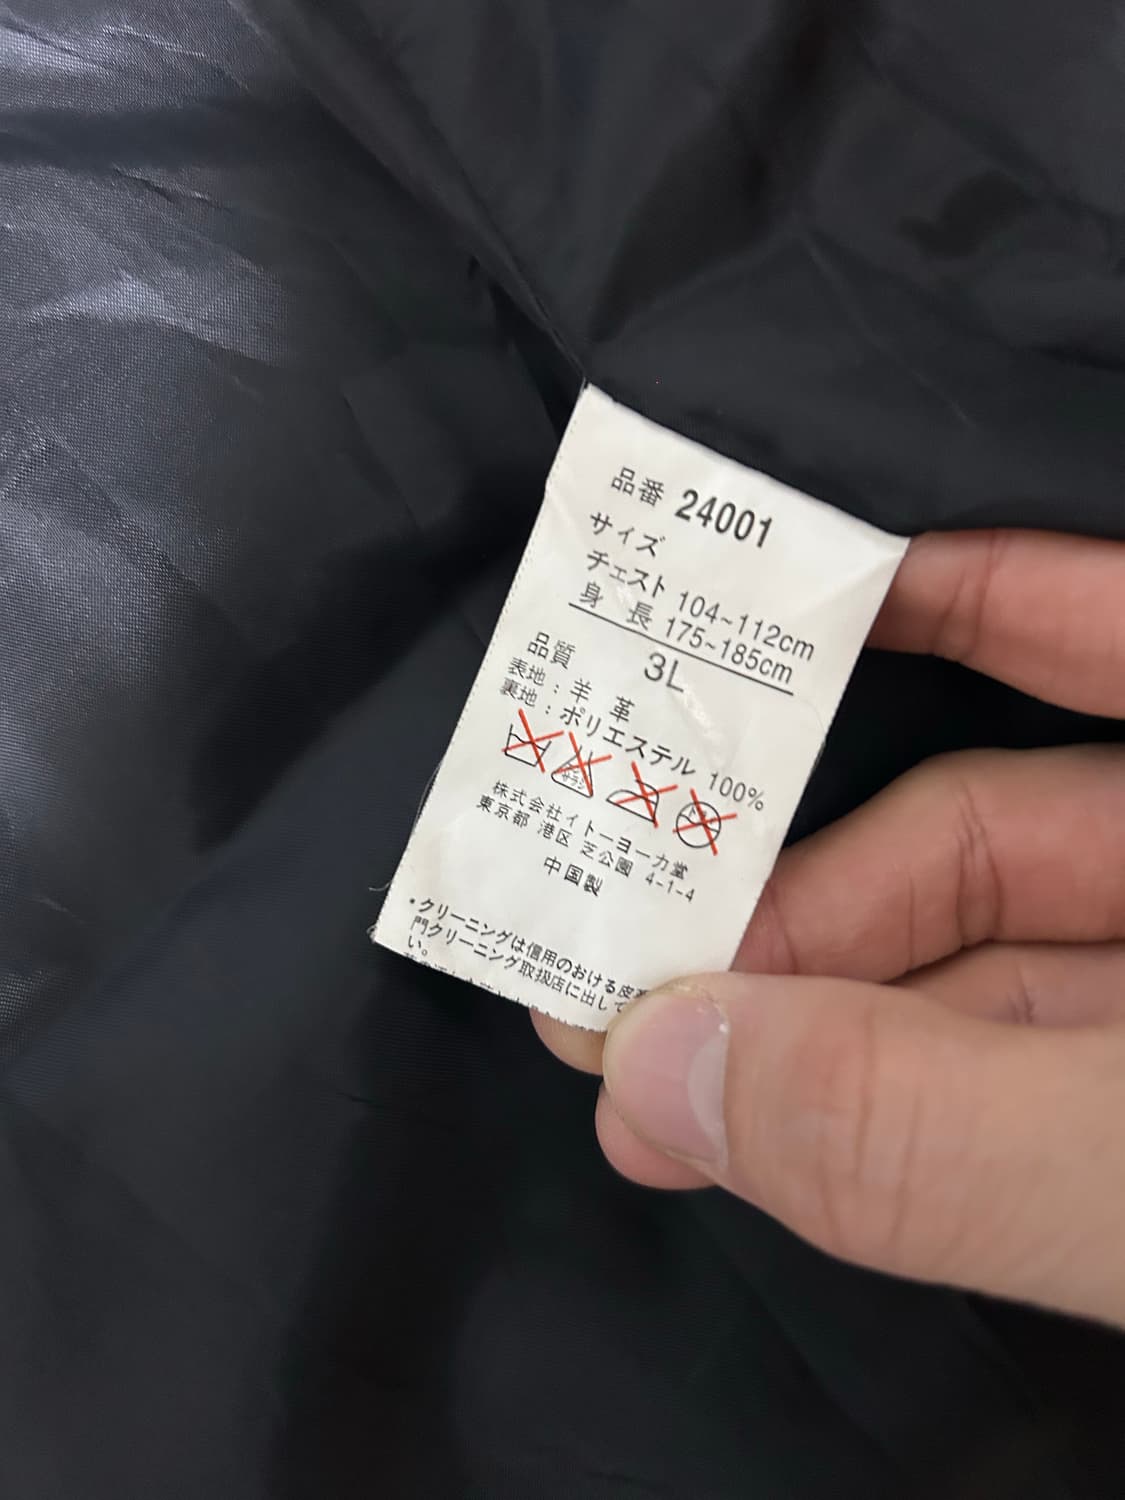 品番 24001
サイズ
チェスト 104~112cm
身長 175~185cm
3L
品質
表地：羊革
裏地：ポリエステル 100%
株式会社イトーヨーカ堂
東京都 港区 芝公園 4-1-4
中国製
・クリーニングは信用のおける皮革
門クリーニング取扱店に出して
い。